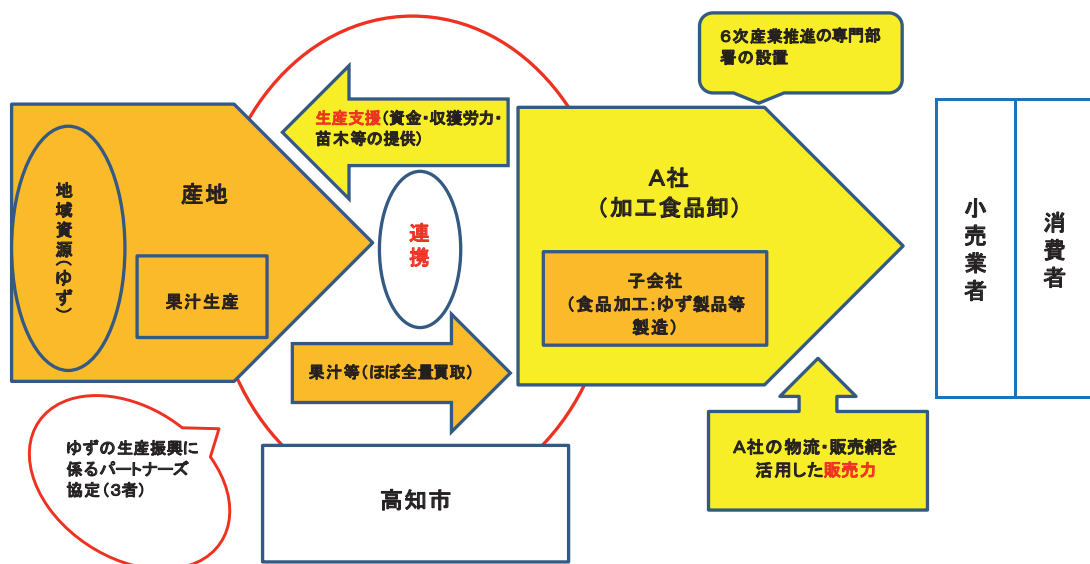 6次産業推進の専門部
署の設置
生産支援(資金・収獲労力・
苗木等の提供)
産地
地域資源(ゆず)
果汁生産
連携
A社
(加工食品卸)
子会社
(食品加工:ゆず製品等
製造)
小売業者
消費者
果汁等(ほぼ全量買取)
ゆずの生産振興に
係るパートナーズ
協定(3者)
高知市
A社の物流・販売網を
活用した販売力